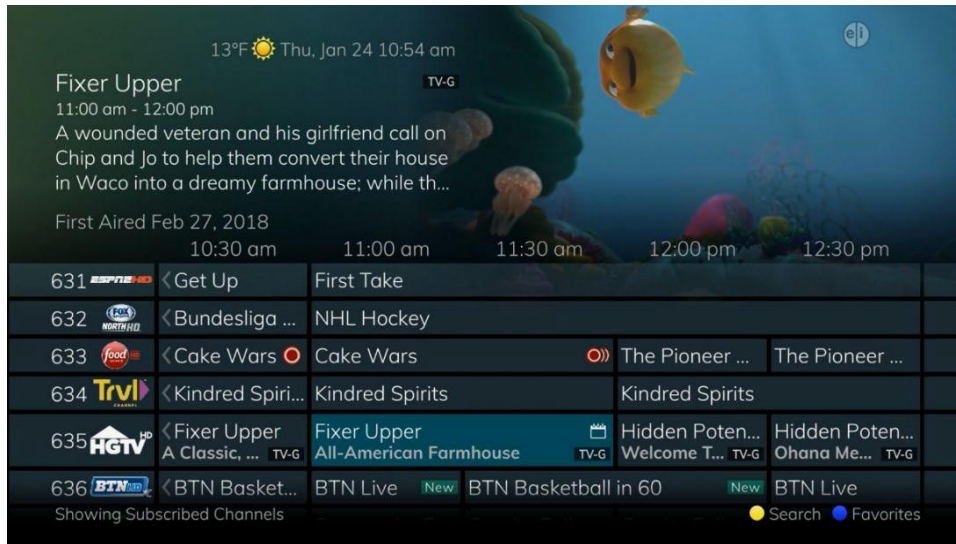 ei
13°F Thu, Jan 24 10:54 am
Fixer Upper TV-G
11:00 am - 12:00 pm
A wounded veteran and his girlfriend call on
Chip and Jo to help them convert their house
in Waco into a dreamy farmhouse; while th...
First Aired Feb 27, 2018
10:30 am 11:00 am 11:30 am 12:00 pm 12:30 pm
631 ESPN2 HD Get Up First Take
632 FOX NORTH HD Bundesliga ... NHL Hockey
633 food Cake Wars Cake Wars The Pioneer ... The Pioneer ...
634 Trvl CHANNEL Kindred Spiri... Kindred Spirits Kindred Spirits
635 HGTV HD Fixer Upper Fixer Upper Hidden Poten... Hidden Poten...
A Classic, ... TV-G All-American Farmhouse TV-G Welcome T... TV-G Ohana Me... TV-G
636 BTN BTN Basket... BTN Live New BTN Basketball in 60 New BTN Live
Showing Subscribed Channels Search Favorites